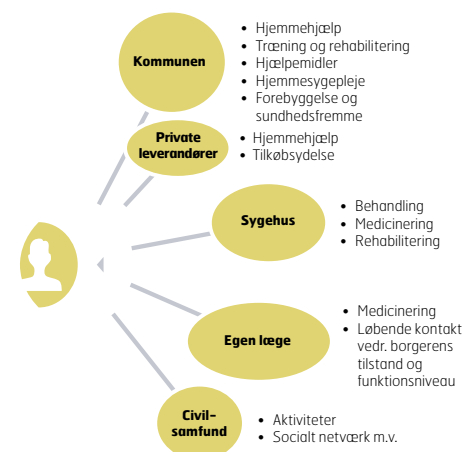 Kommunen
• Hjemmehjælp
• Træning og rehabilitering
• Hjælpemidler
• Hjemmesygepleje
• Forebyggelse og
sundhedsfremme
Private
leverandører
• Hjemmehjælp
• Tilkøbsydelse
Sygehus
• Behandling
• Medicinering
• Rehabilitering
Egen læge
• Medicinering
• Løbende kontakt
vedr. borgerens
tilstand og
funktionsniveau
Civil-
samfund
• Aktiviteter
• Socialt netværk m.v.